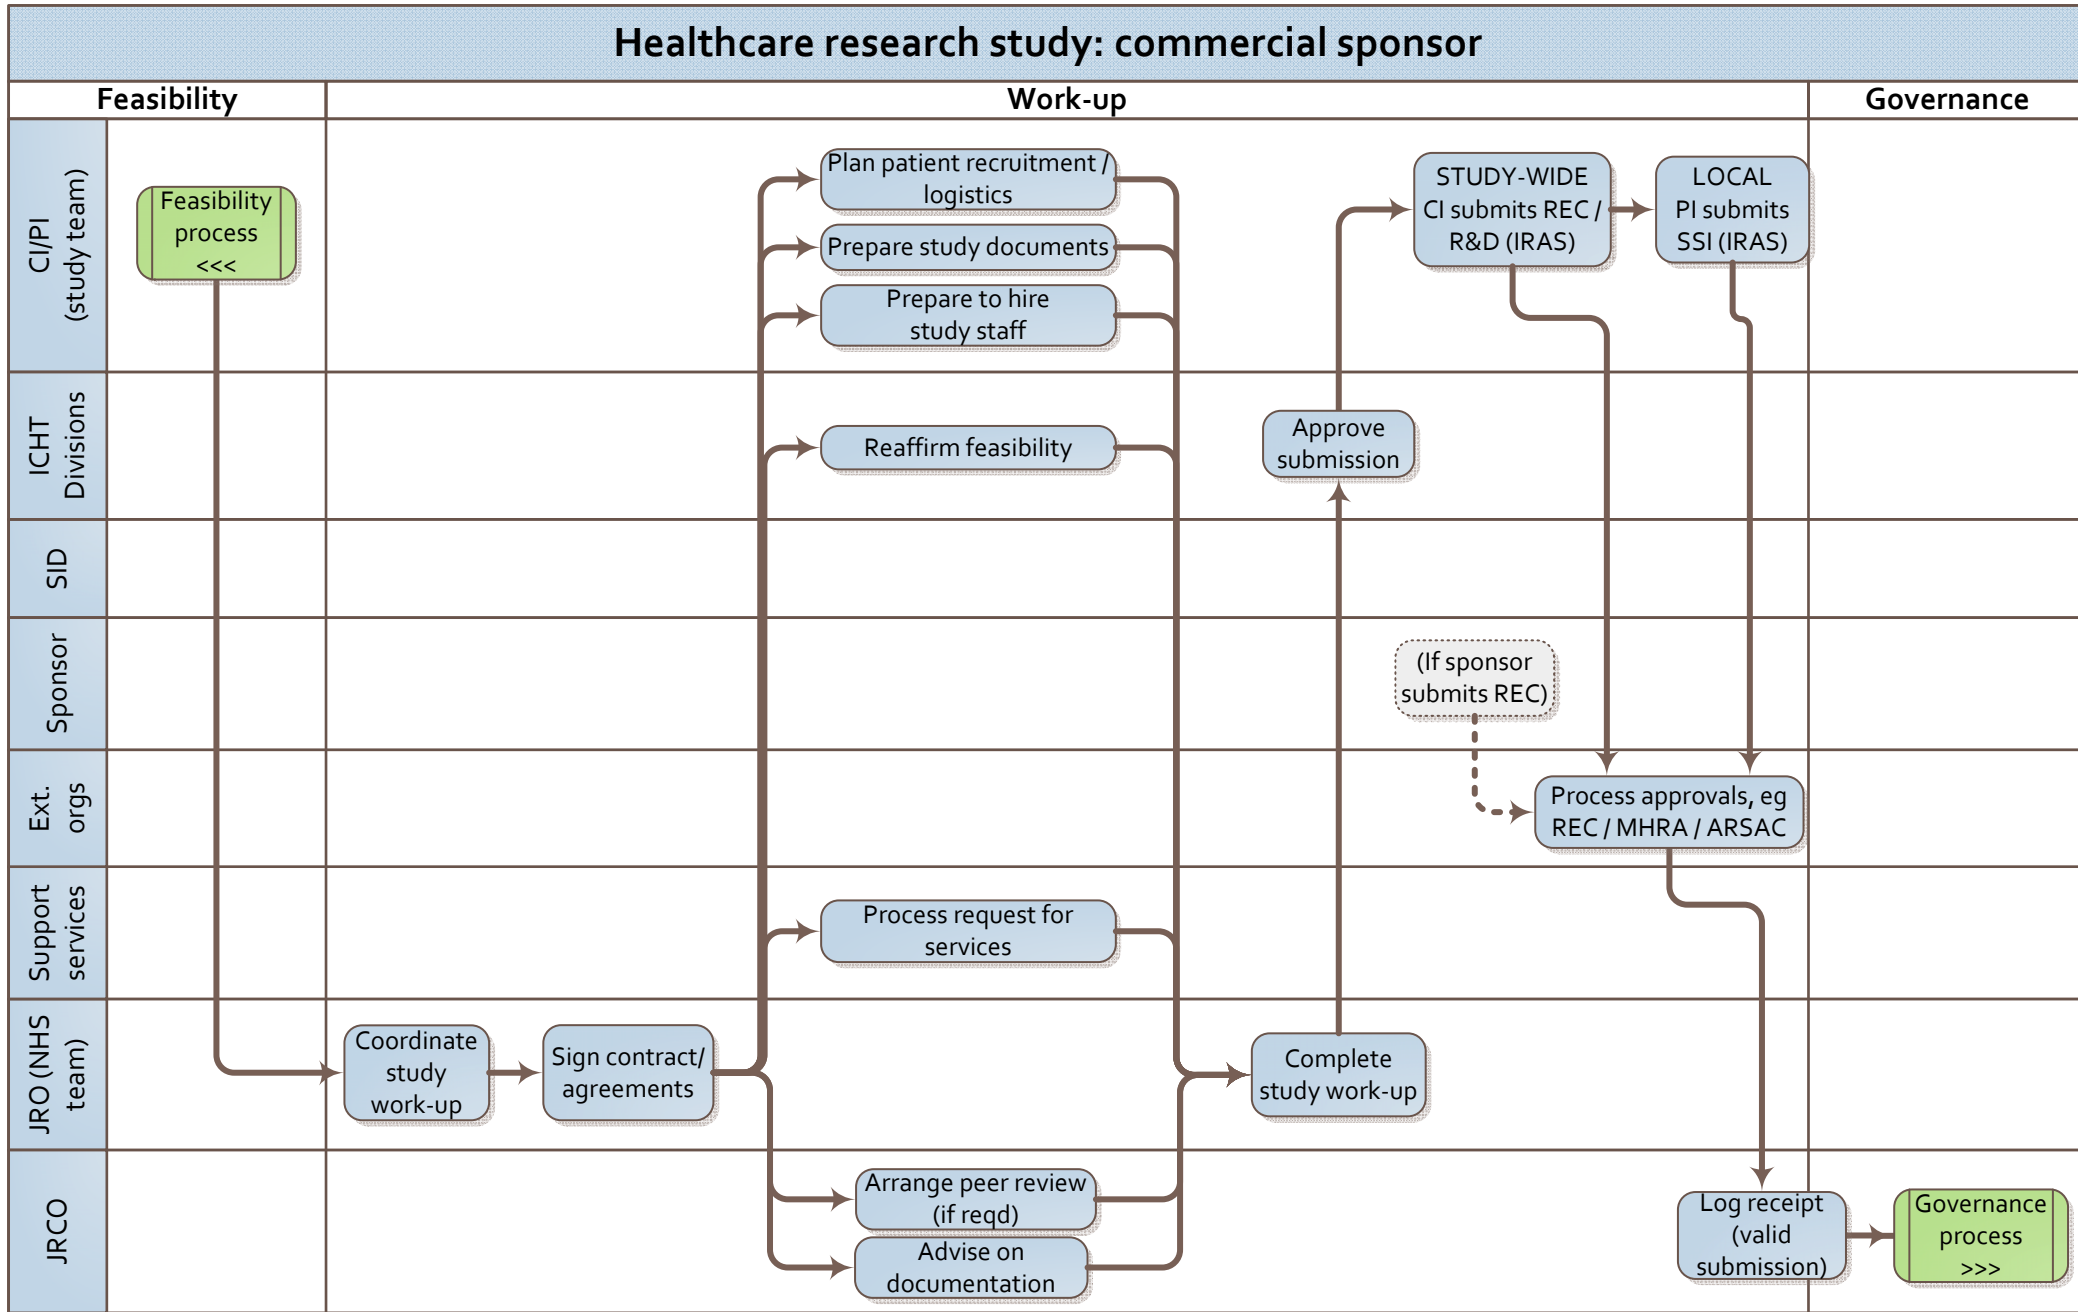 Healthcare research study: commercial sponsor
Feasibility
Work-up
Governance
CI/PI
(study team)
Feasibility
process
<<<
Plan patient recruitment /
logistics
Prepare study documents
Prepare to hire
study staff
STUDY-WIDE
CI submits REC /
R&D (IRAS)
LOCAL
PI submits
SSI (IRAS)
ICHT
Divisions
Reaffirm feasibility
Approve
submission
SID
Sponsor
(If sponsor
submits REC)
Ext.
orgs
Process approvals, eg
REC / MHRA / ARSAC
Support
services
Process request for
services
JRO (NHS
team)
Coordinate
study
work-up
Sign contract/
agreements
Complete
study work-up
JRCO
Arrange peer review
(if reqd)
Advise on
documentation
Log receipt
(valid
submission)
Governance
process
>>>